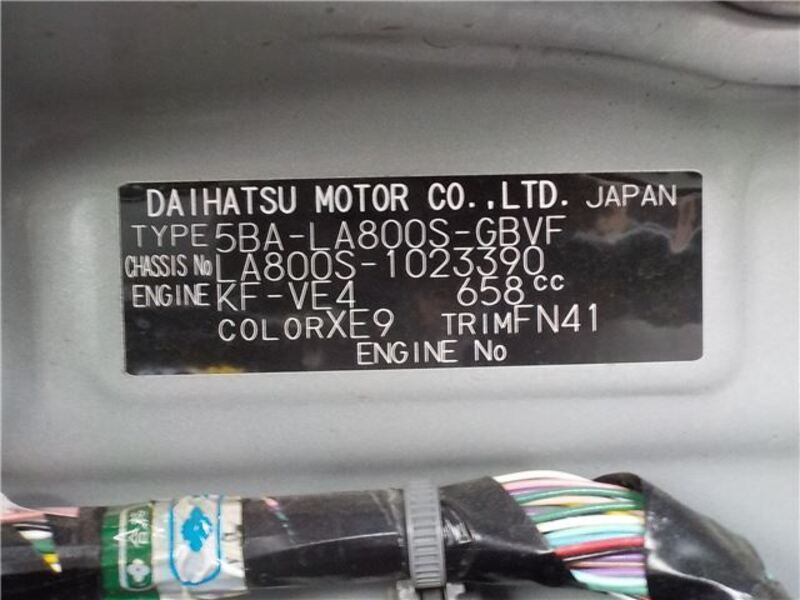 DAIHATSU MOTOR CO.,LTD. JAPAN
TYPE 5BA-LA800S-GBVF
CHASSIS No LA800S-1023390
ENGINE KF-VE4 658cc
COLOR XE9 TRIM FN41
ENGINE No